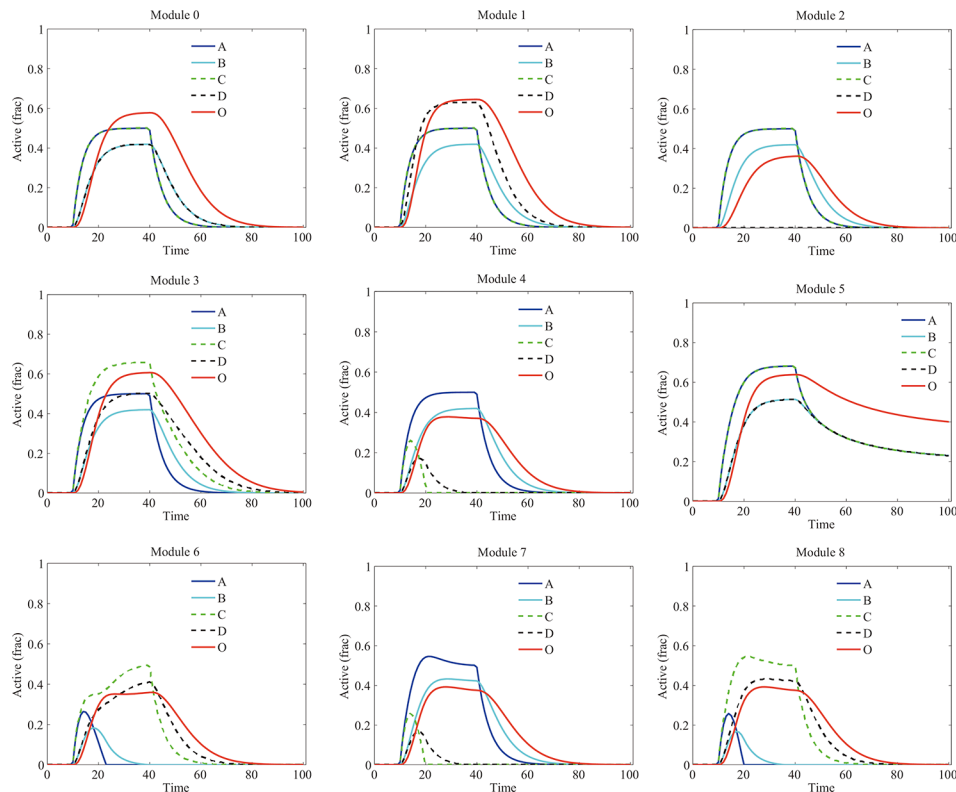 Module 0
1
0.8
0.6
0.4
0.2
0
0 20 40 60 80 100
Active (frac)
Time
A
B
C
D
O
Module 1
1
0.8
0.6
0.4
0.2
0
0 20 40 60 80 100
Active (frac)
Time
A
B
C
D
O
Module 2
1
0.8
0.6
0.4
0.2
0
0 20 40 60 80 100
Active (frac)
Time
A
B
C
D
O
Module 3
1
0.8
0.6
0.4
0.2
0
0 20 40 60 80 100
Active (frac)
Time
A
B
C
D
O
Module 4
1
0.8
0.6
0.4
0.2
0
0 20 40 60 80 100
Active (frac)
Time
A
B
C
D
O
Module 5
1
0.8
0.6
0.4
0.2
0
0 20 40 60 80 100
Active (frac)
Time
A
B
C
D
O
Module 6
1
0.8
0.6
0.4
0.2
0
0 20 40 60 80 100
Active (frac)
Time
A
B
C
D
O
Module 7
1
0.8
0.6
0.4
0.2
0
0 20 40 60 80 100
Active (frac)
Time
A
B
C
D
O
Module 8
1
0.8
0.6
0.4
0.2
0
0 20 40 60 80 100
Active (frac)
Time
A
B
C
D
O